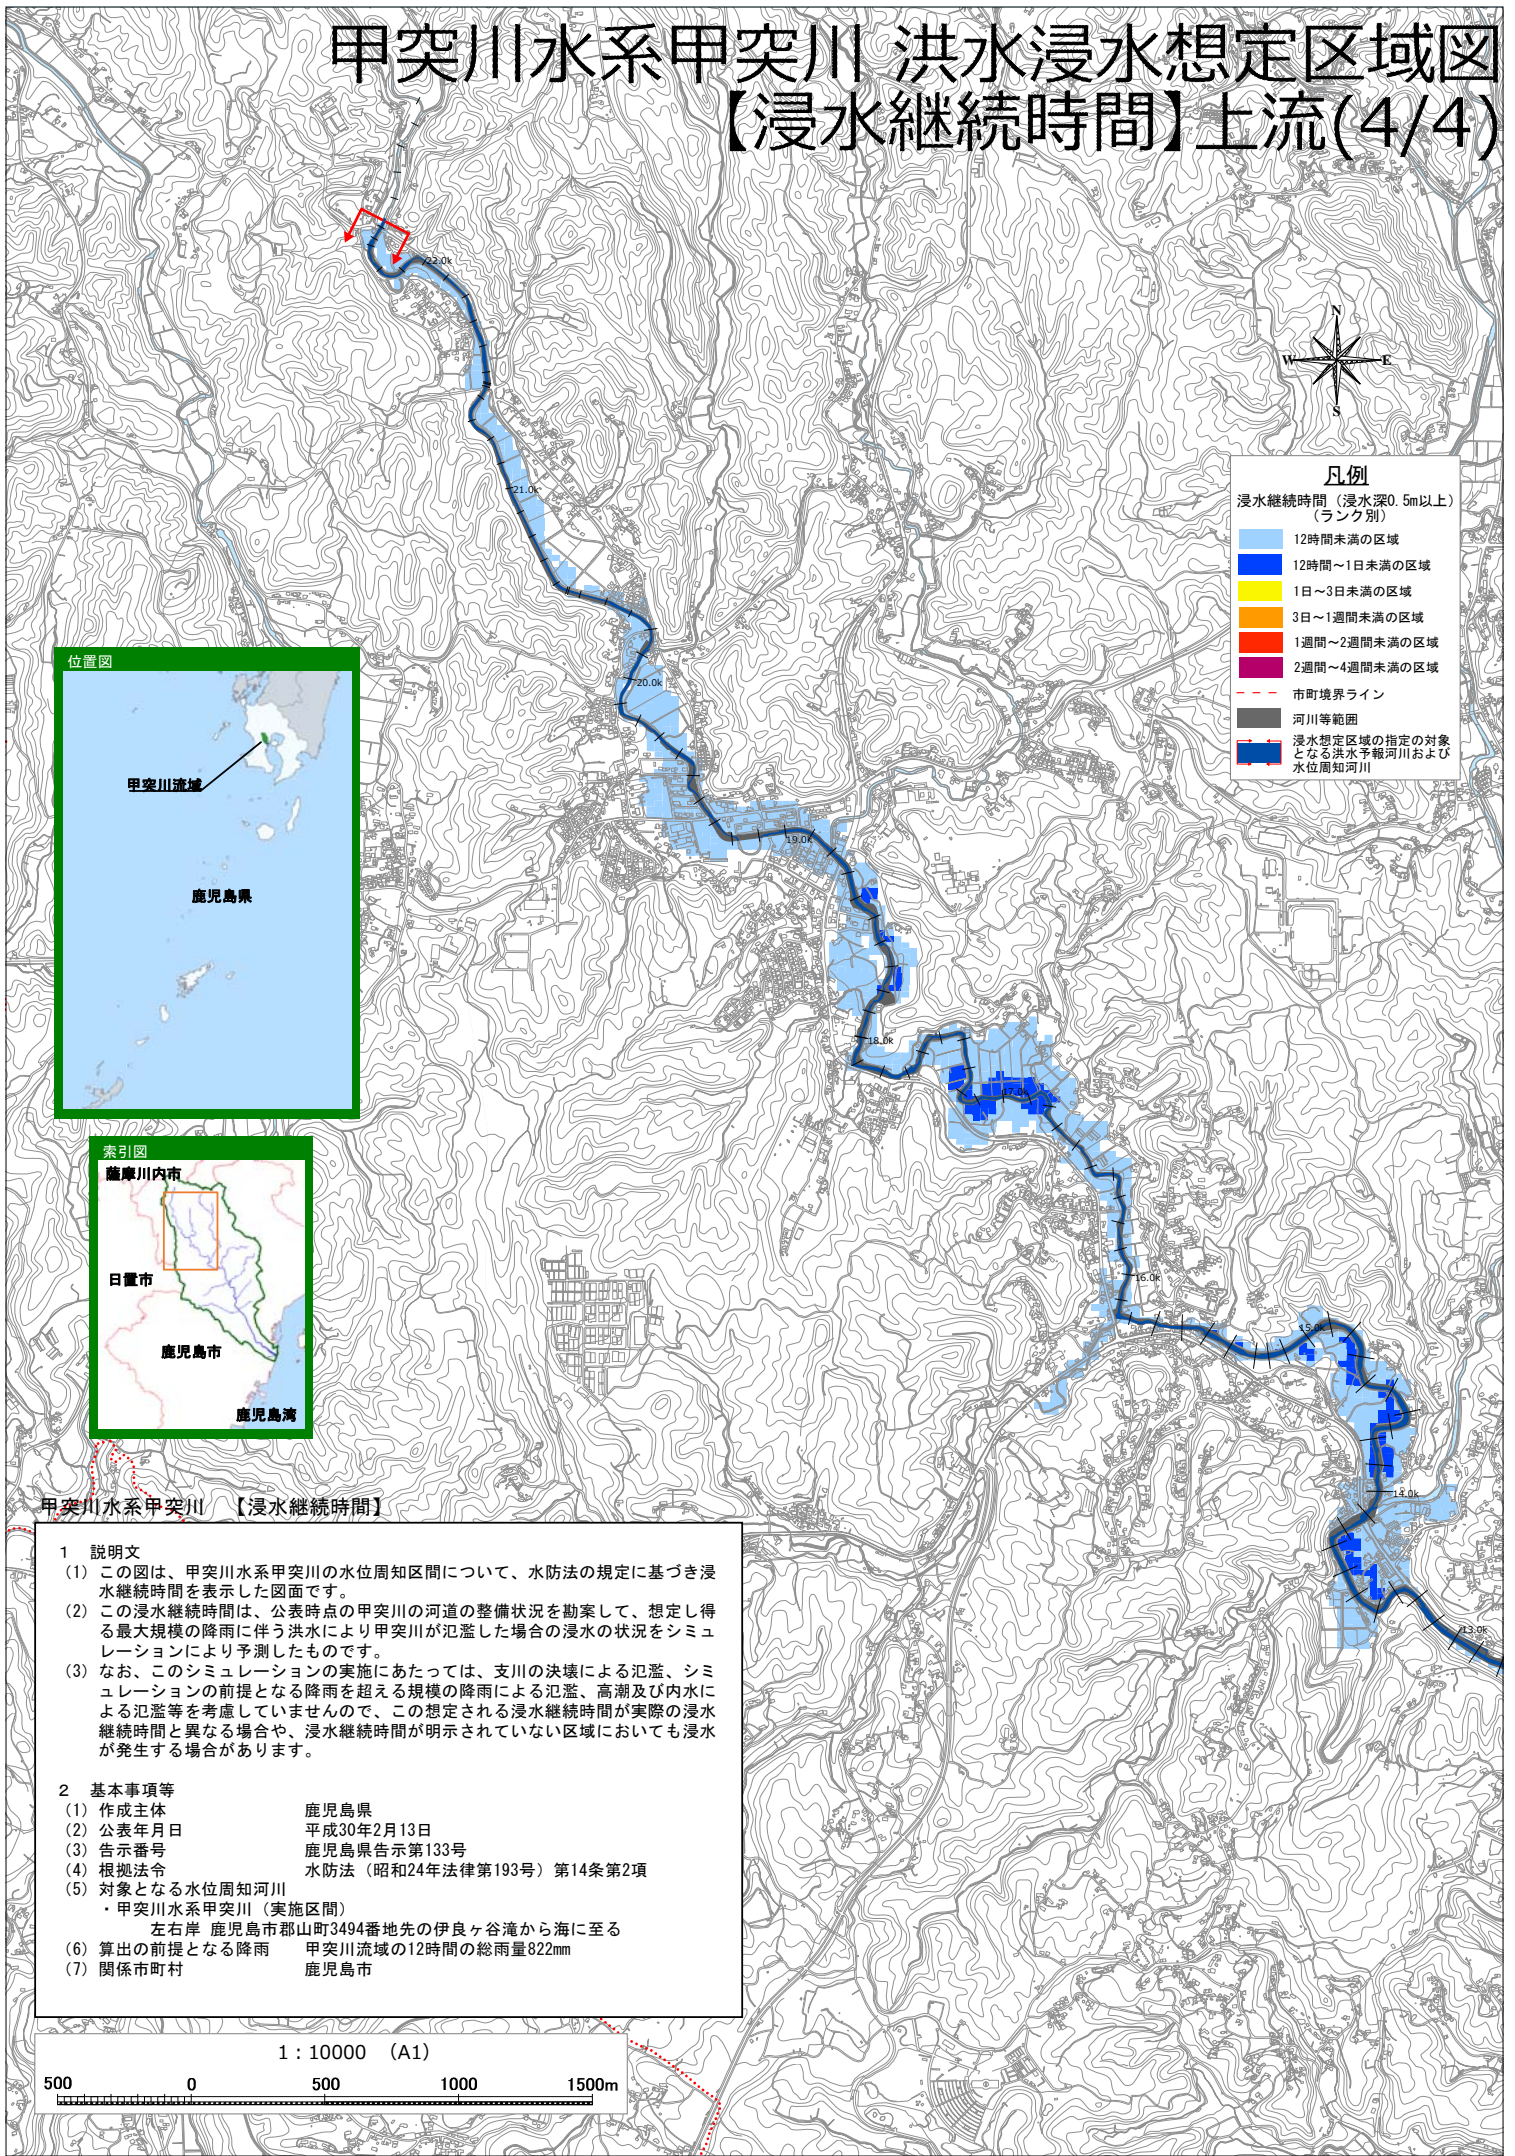 甲突川水系甲突川 洪水浸水想定区域図
【浸水継続時間】上流(4/4)
22.0k
21.0k
20.0k
19.0k
18.0k
17.0k
16.0k
15.0k
14.0k
13.0k
N
W
E
S
凡例
浸水継続時間（浸水深0.5m以上）
（ランク別）
12時間未満の区域
12時間～1日未満の区域
1日～3日未満の区域
3日～1週間未満の区域
1週間～2週間未満の区域
2週間～4週間未満の区域
市町境界ライン
河川等範囲
浸水想定区域の指定の対象
となる洪水予報河川および
水位周知河川
位置図
甲突川流域
鹿児島県
索引図
薩摩川内市
日置市
鹿児島市
鹿児島湾
甲突川水系甲突川　【浸水継続時間】
1　説明文
(1) この図は、甲突川水系甲突川の水位周知区間について、水防法の規定に基づき浸
水継続時間を表示した図面です。
(2) この浸水継続時間は、公表時点の甲突川の河道の整備状況を勘案して、想定し得
る最大規模の降雨に伴う洪水により甲突川が氾濫した場合の浸水の状況をシミュ
レーションにより予測したものです。
(3) なお、このシミュレーションの実施にあたっては、支川の決壊による氾濫、シミ
ュレーションの前提となる降雨を超える規模の降雨による氾濫、高潮及び内水に
よる氾濫等を考慮していませんので、この想定される浸水継続時間が実際の浸水
継続時間と異なる場合や、浸水継続時間が明示されていない区域においても浸水
が発生する場合があります。
2　基本事項等
(1) 作成主体　鹿児島県
(2) 公表年月日　平成30年2月13日
(3) 告示番号　鹿児島県告示第133号
(4) 根拠法令　水防法（昭和24年法律第193号）第14条第2項
(5) 対象となる水位周知河川
・甲突川水系甲突川（実施区間）
左右岸 鹿児島市郡山町3494番地先の伊良ヶ谷滝から海に至る
(6) 算出の前提となる降雨　甲突川流域の12時間の総雨量822mm
(7) 関係市町村　鹿児島市
1：10000　（A1）
500 0 500 1000 1500m